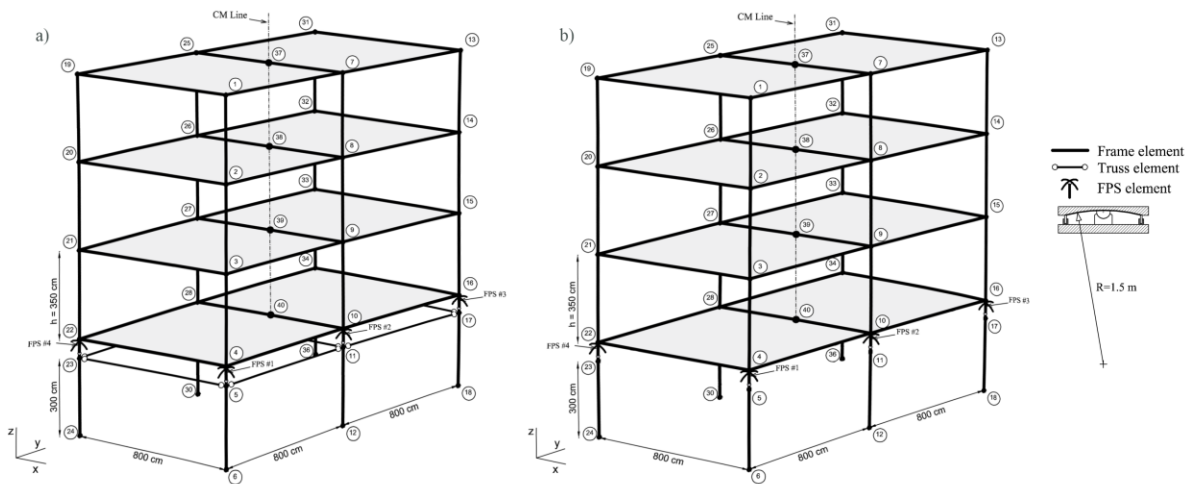 a)
CM Line
31
13
25
37
7
19
1
32
14
26
38
8
20
2
33
15
27
39
9
21
3
34
16
FPS #3
17
28
40
10
FPS #2
22
FPS #4
23
4
FPS #1
36
11
5
30
18
h = 350 cm
300 cm
24
12
6
800 cm
800 cm
800 cm
z
y
x
b)
CM Line
31
13
25
37
7
19
1
32
14
26
38
8
20
2
33
15
27
39
9
21
3
34
16
FPS #3
17
28
40
10
FPS #2
22
FPS #4
23
4
FPS #1
36
11
5
30
18
h = 350 cm
300 cm
24
12
6
800 cm
800 cm
800 cm
z
y
x
Frame element
Truss element
FPS element
R=1.5 m